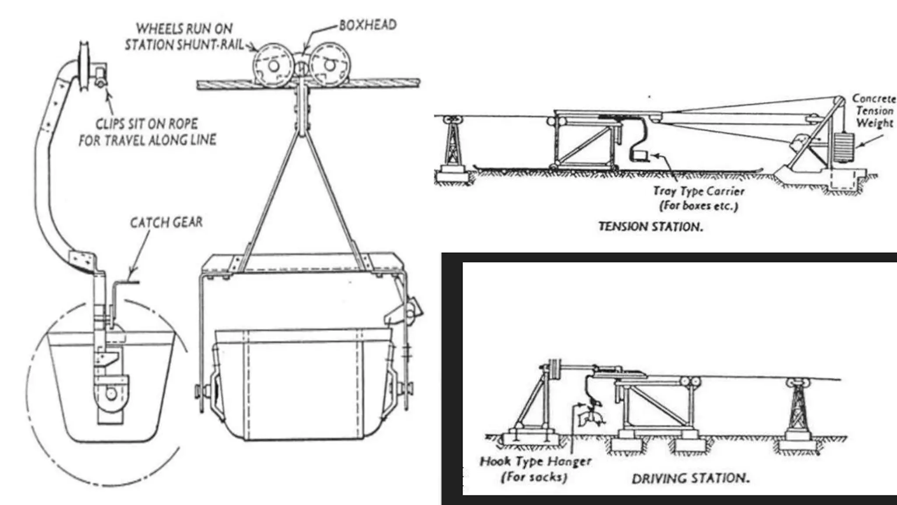 WHEELS RUN ON
STATION SHUNT-RAIL
BOXHEAD
CLIPS SIT ON ROPE
FOR TRAVEL ALONG LINE
CATCH GEAR
Concrete
Tension
Weight
Tray Type Carrier
(For boxes etc.)
TENSION STATION.
Hook Type Hanger
(For sacks)
DRIVING STATION.